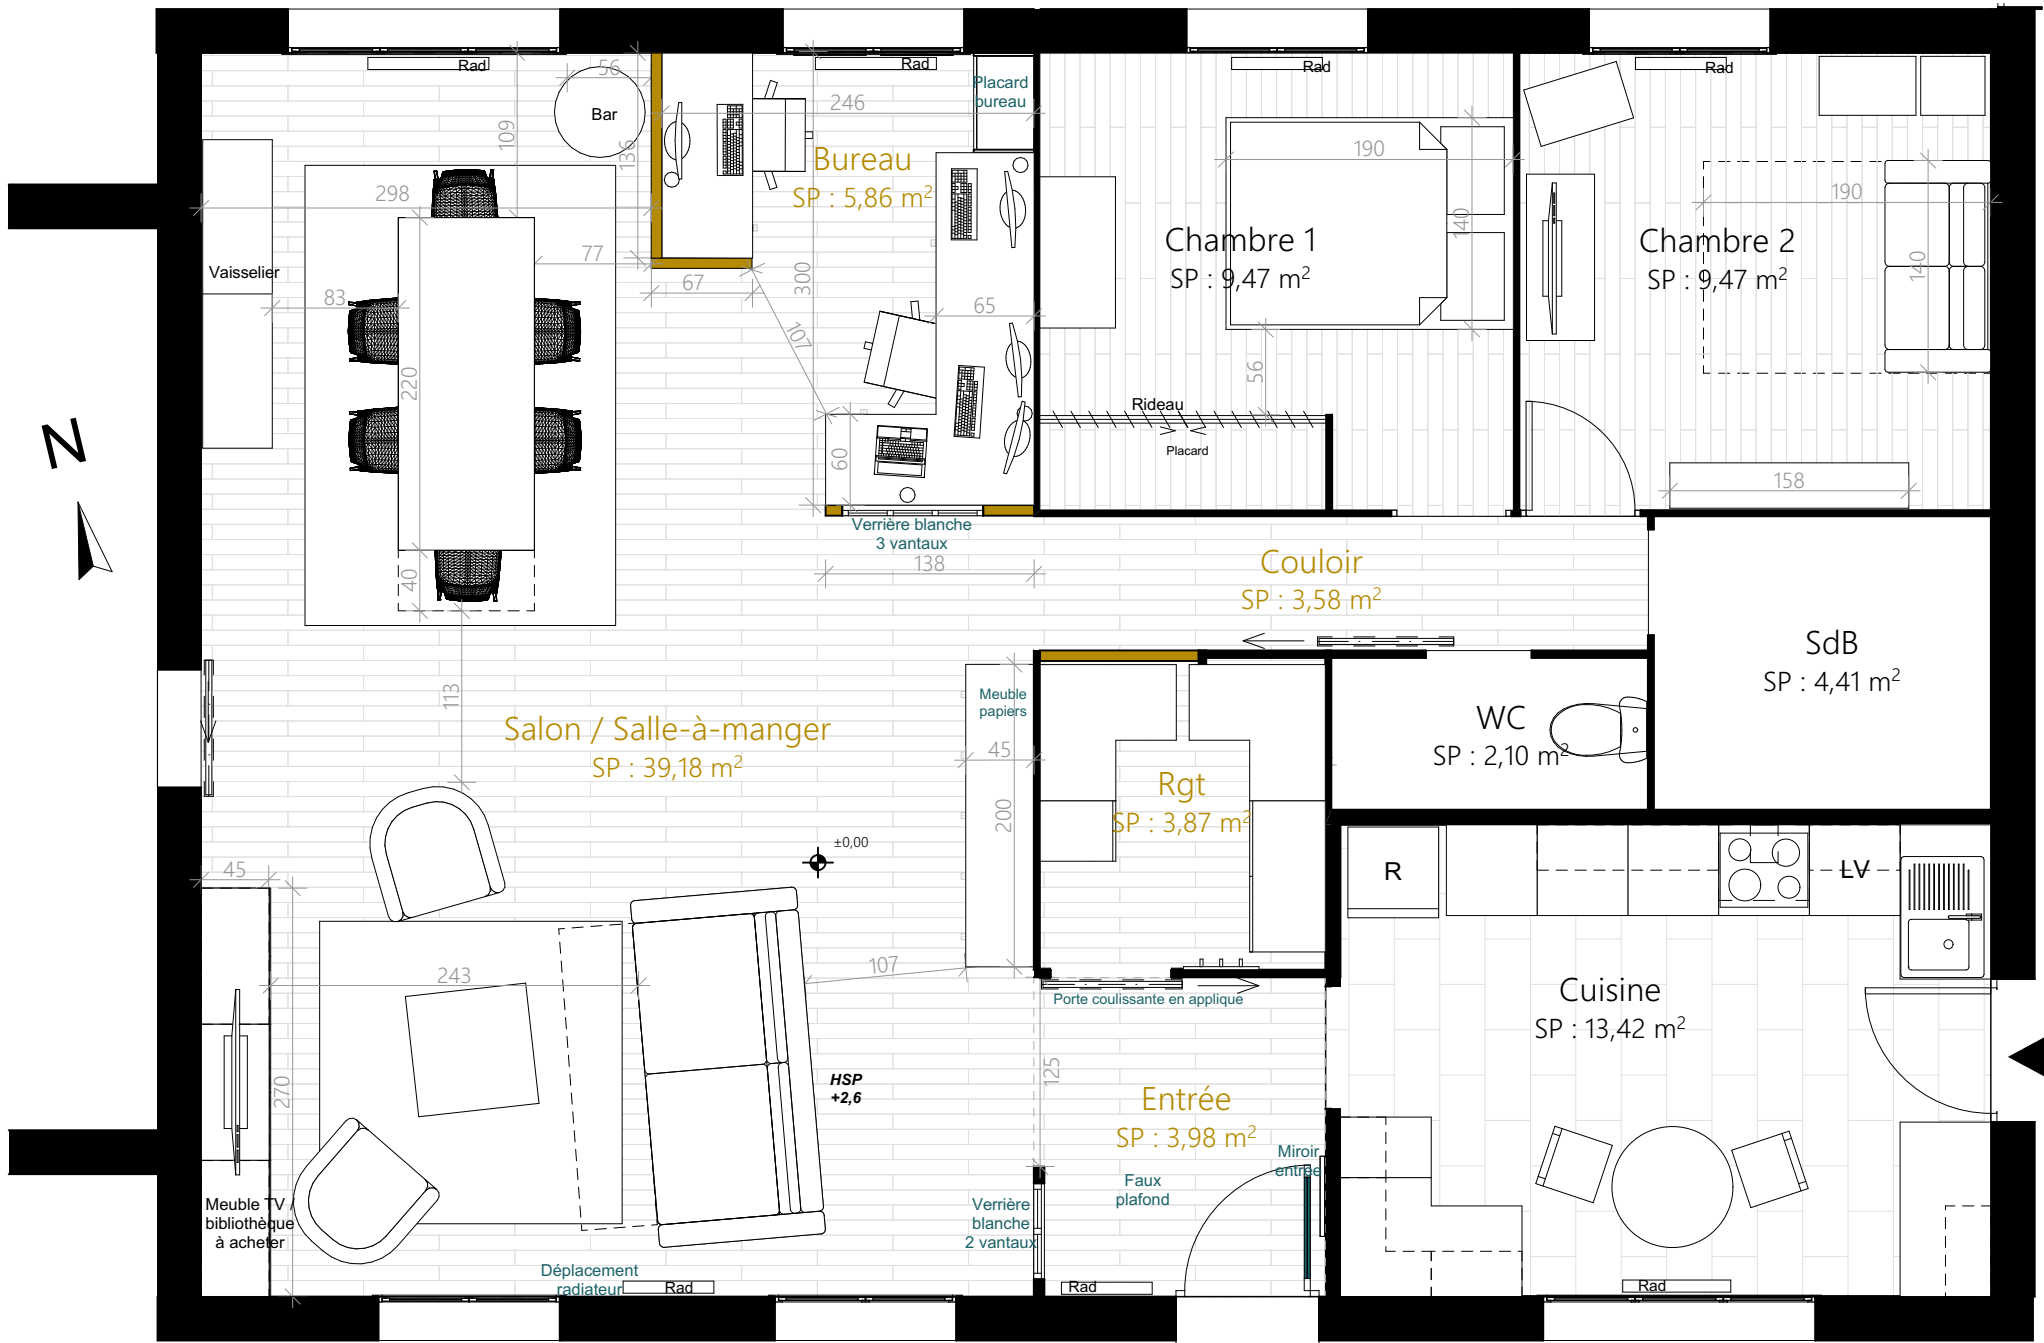 Rad
Rad
Rad
Rad
56
Bar
109
136
246
Placard
bureau
Bureau
SP : 5,86 m²
298
77
67
300
107
65
60
Vaisselier
83
220
40
113
190
140
Chambre 1
SP : 9,47 m²
56
Rideau
Placard
190
140
Chambre 2
SP : 9,47 m²
158
N
Verrière blanche
3 vantaux
138
Couloir
SP : 3,58 m²
SdB
SP : 4,41 m²
WC
SP : 2,10 m²
Meuble
papiers
45
200
Rgt
SP : 3,87 m²
Salon / Salle-à-manger
SP : 39,18 m²
±0,00
45
243
107
270
HSP
+2,6
R
LV
Cuisine
SP : 13,42 m²
Porte coulissante en applique
125
Entrée
SP : 3,98 m²
Miroir
entrée
Faux
plafond
Verrière
blanche
2 vantaux
Meuble TV /
bibliothèque
à acheter
Déplacement
radiateur
Rad
Rad
Rad